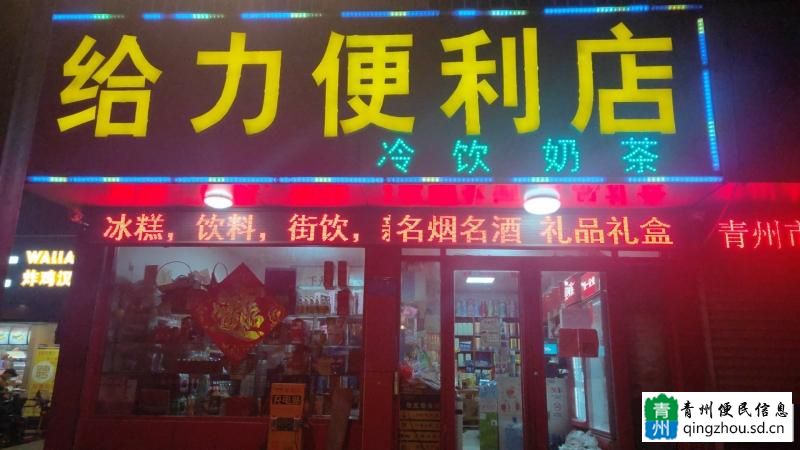 给力便利店
冷饮奶茶
冰糕，饮料，街饮，
名烟名酒 礼品礼盒
青州市
WALLA
炸鸡汉
青州
青州便民信息
qingzhou.sd.cn